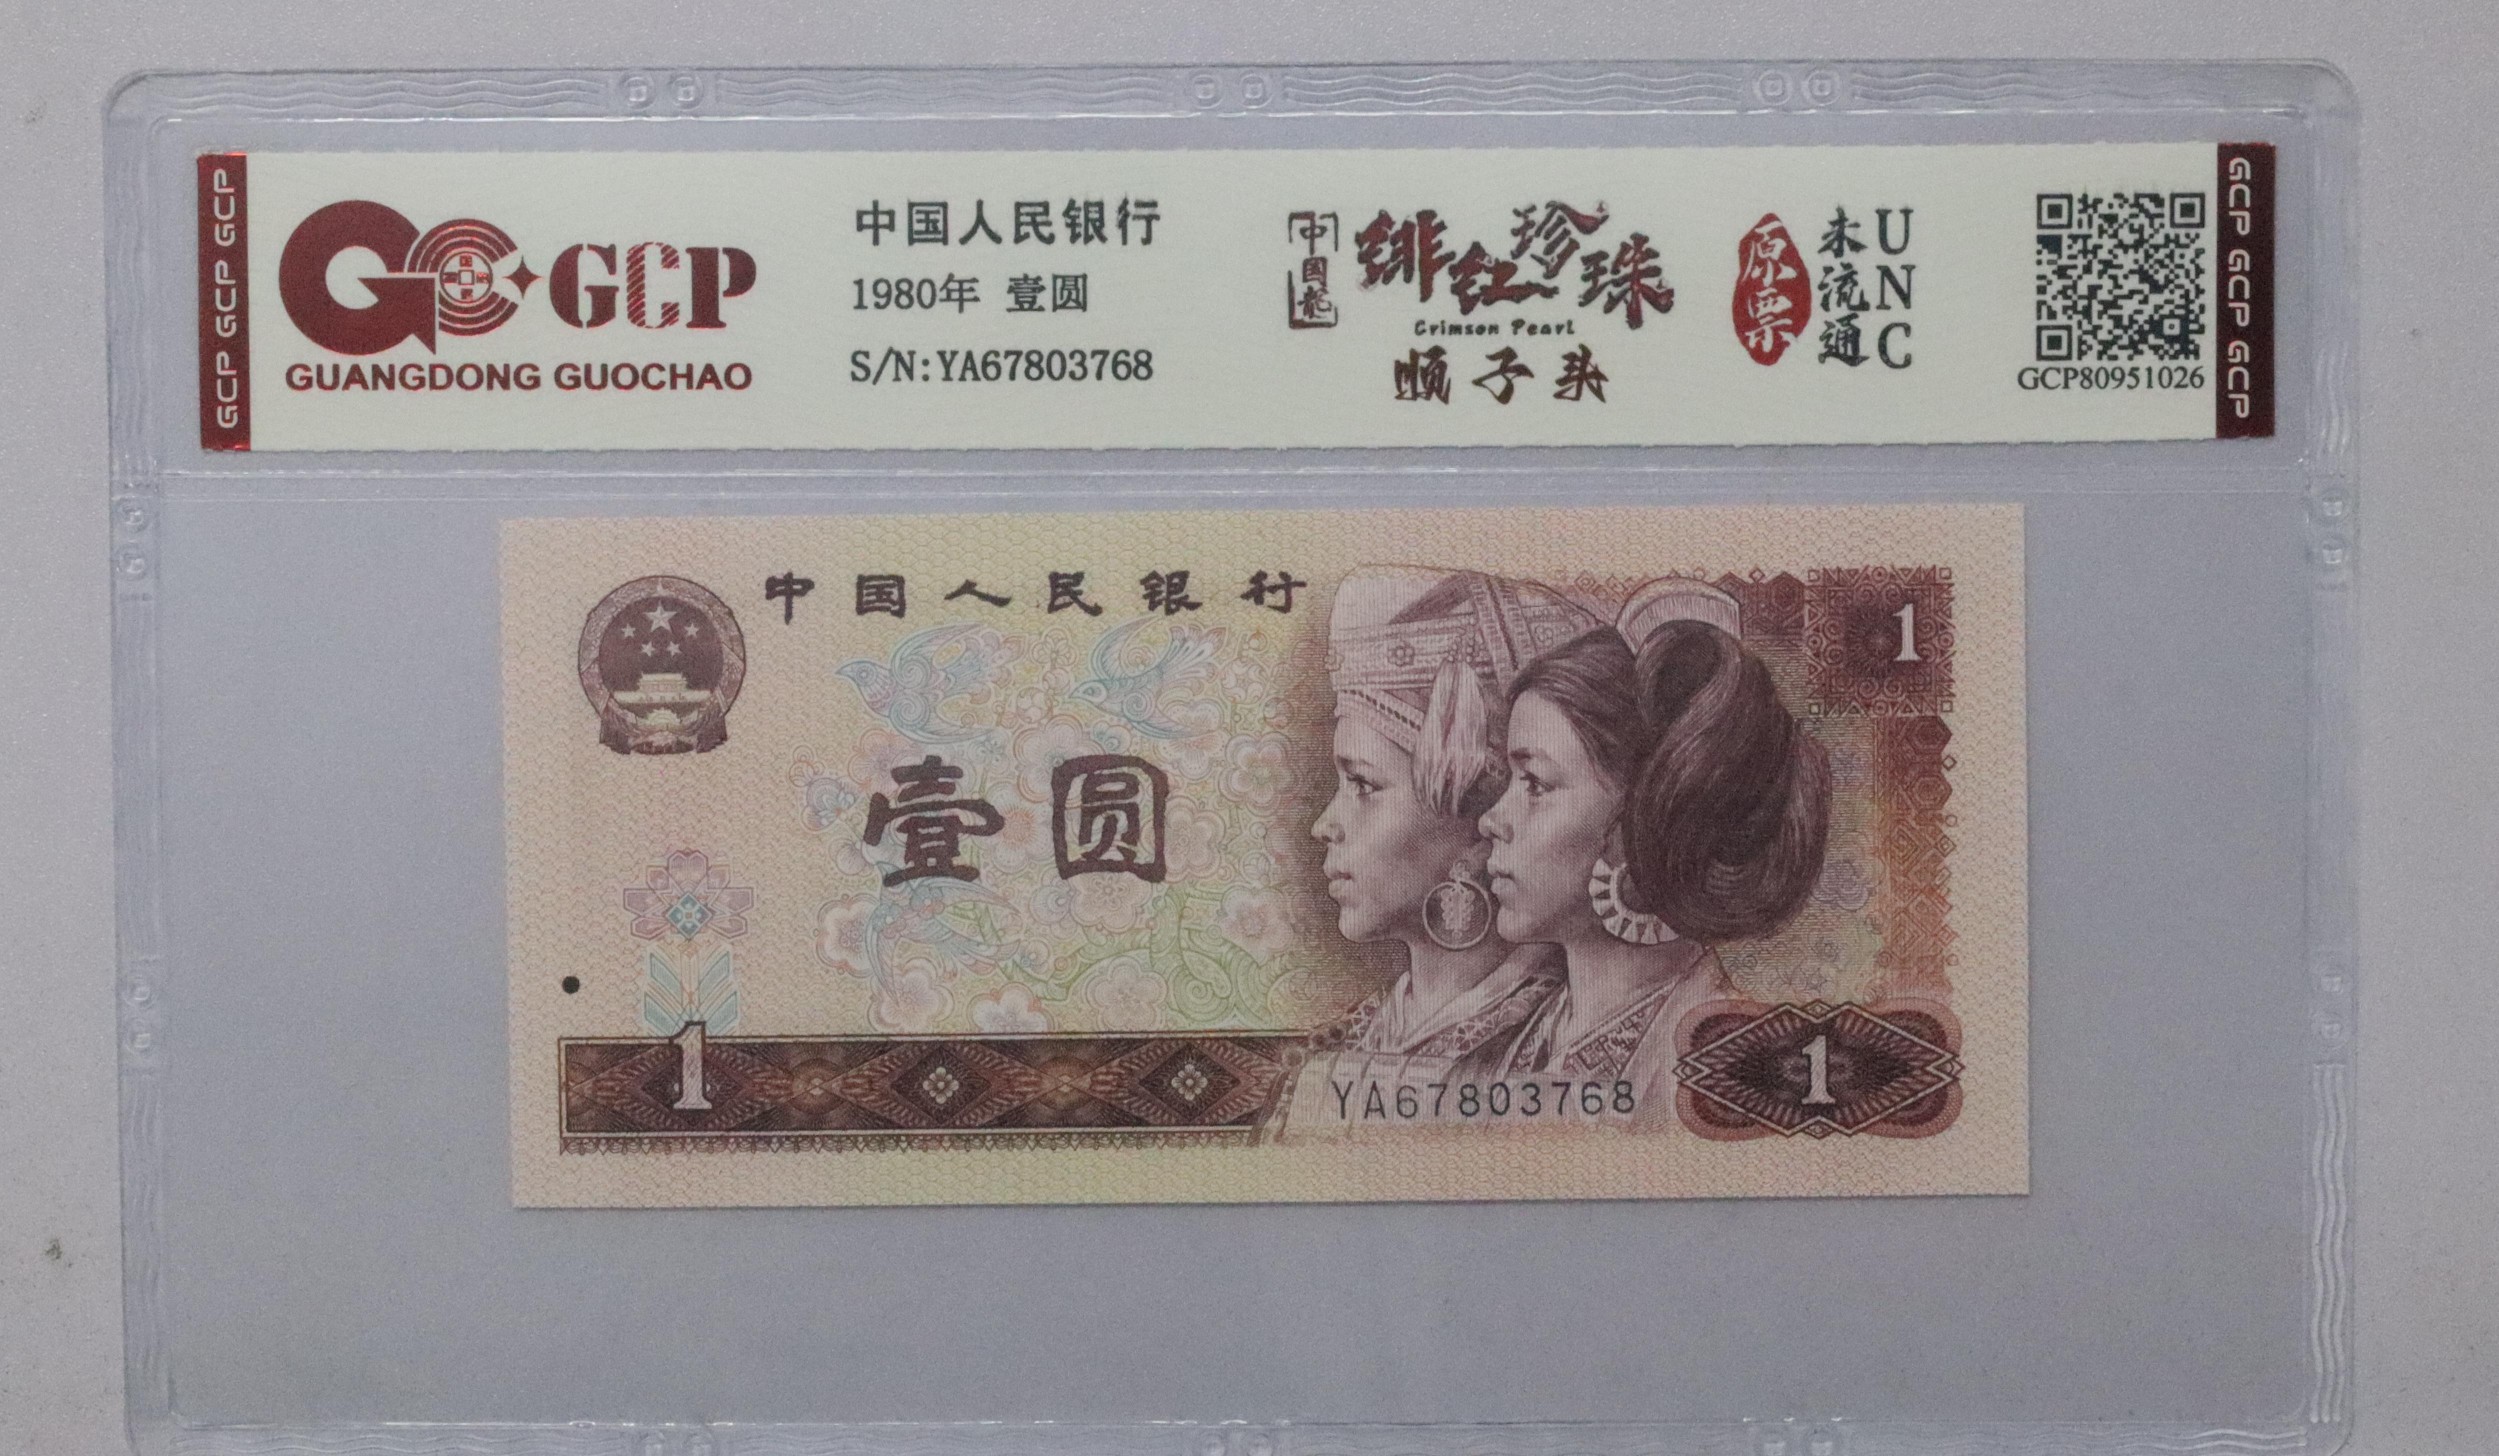 GCP GCP GCP
GCP
GUANGDONG GUOCHAO
中国人民银行
1980年 壹圆
S/N:YA67803768
中国龙
绯红珍珠
Crimson Pearl
顺子头
原票
未流通
UNC
GCP80951026
GCP GCP GCP
中国人民银行
1
壹圆
1
YA67803768
1